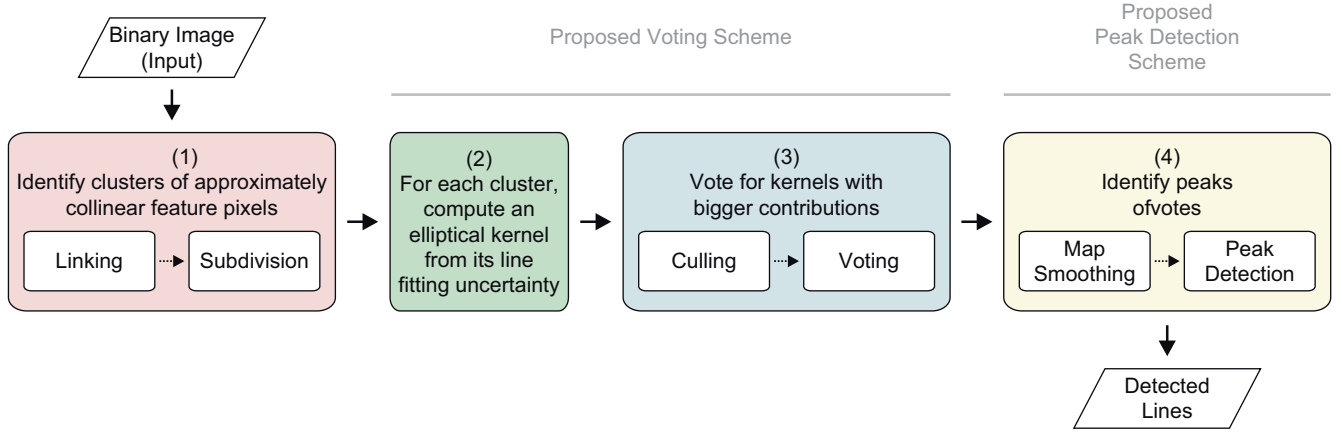 Binary Image
(Input)
Proposed Voting Scheme
Proposed
Peak Detection
Scheme
(1)
Identify clusters of approximately
collinear feature pixels
Linking
Subdivision
(2)
For each cluster,
compute an
elliptical kernel
from its line
fitting uncertainty
(3)
Vote for kernels with
bigger contributions
Culling
Voting
(4)
Identify peaks
ofvotes
Map
Smoothing
Peak
Detection
Detected
Lines